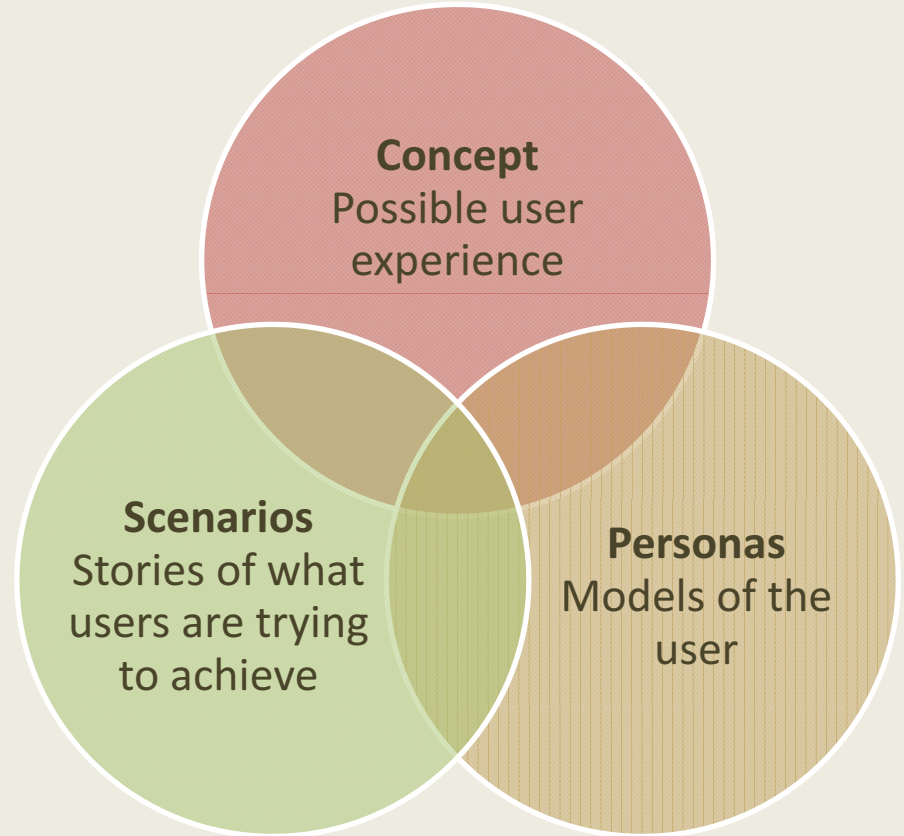 Concept
Possible user
experience
Scenarios
Stories of what
users are trying
to achieve
Personas
Models of the
user